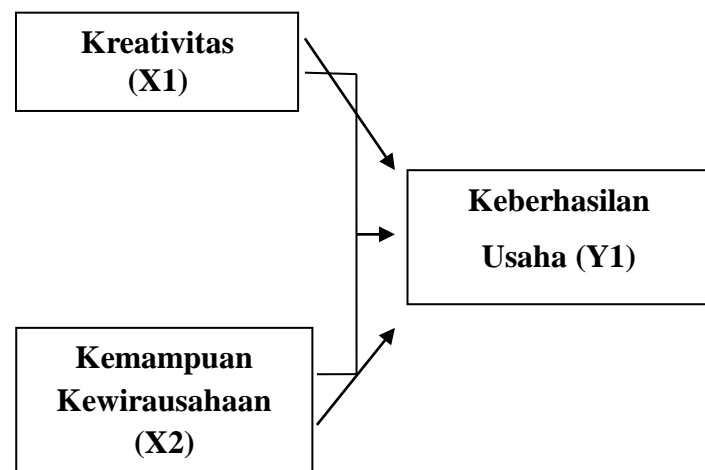 Kreativitas
(X1)
Keberhasilan
Usaha (Y1)
Kemampuan
Kewirausahaan
(X2)